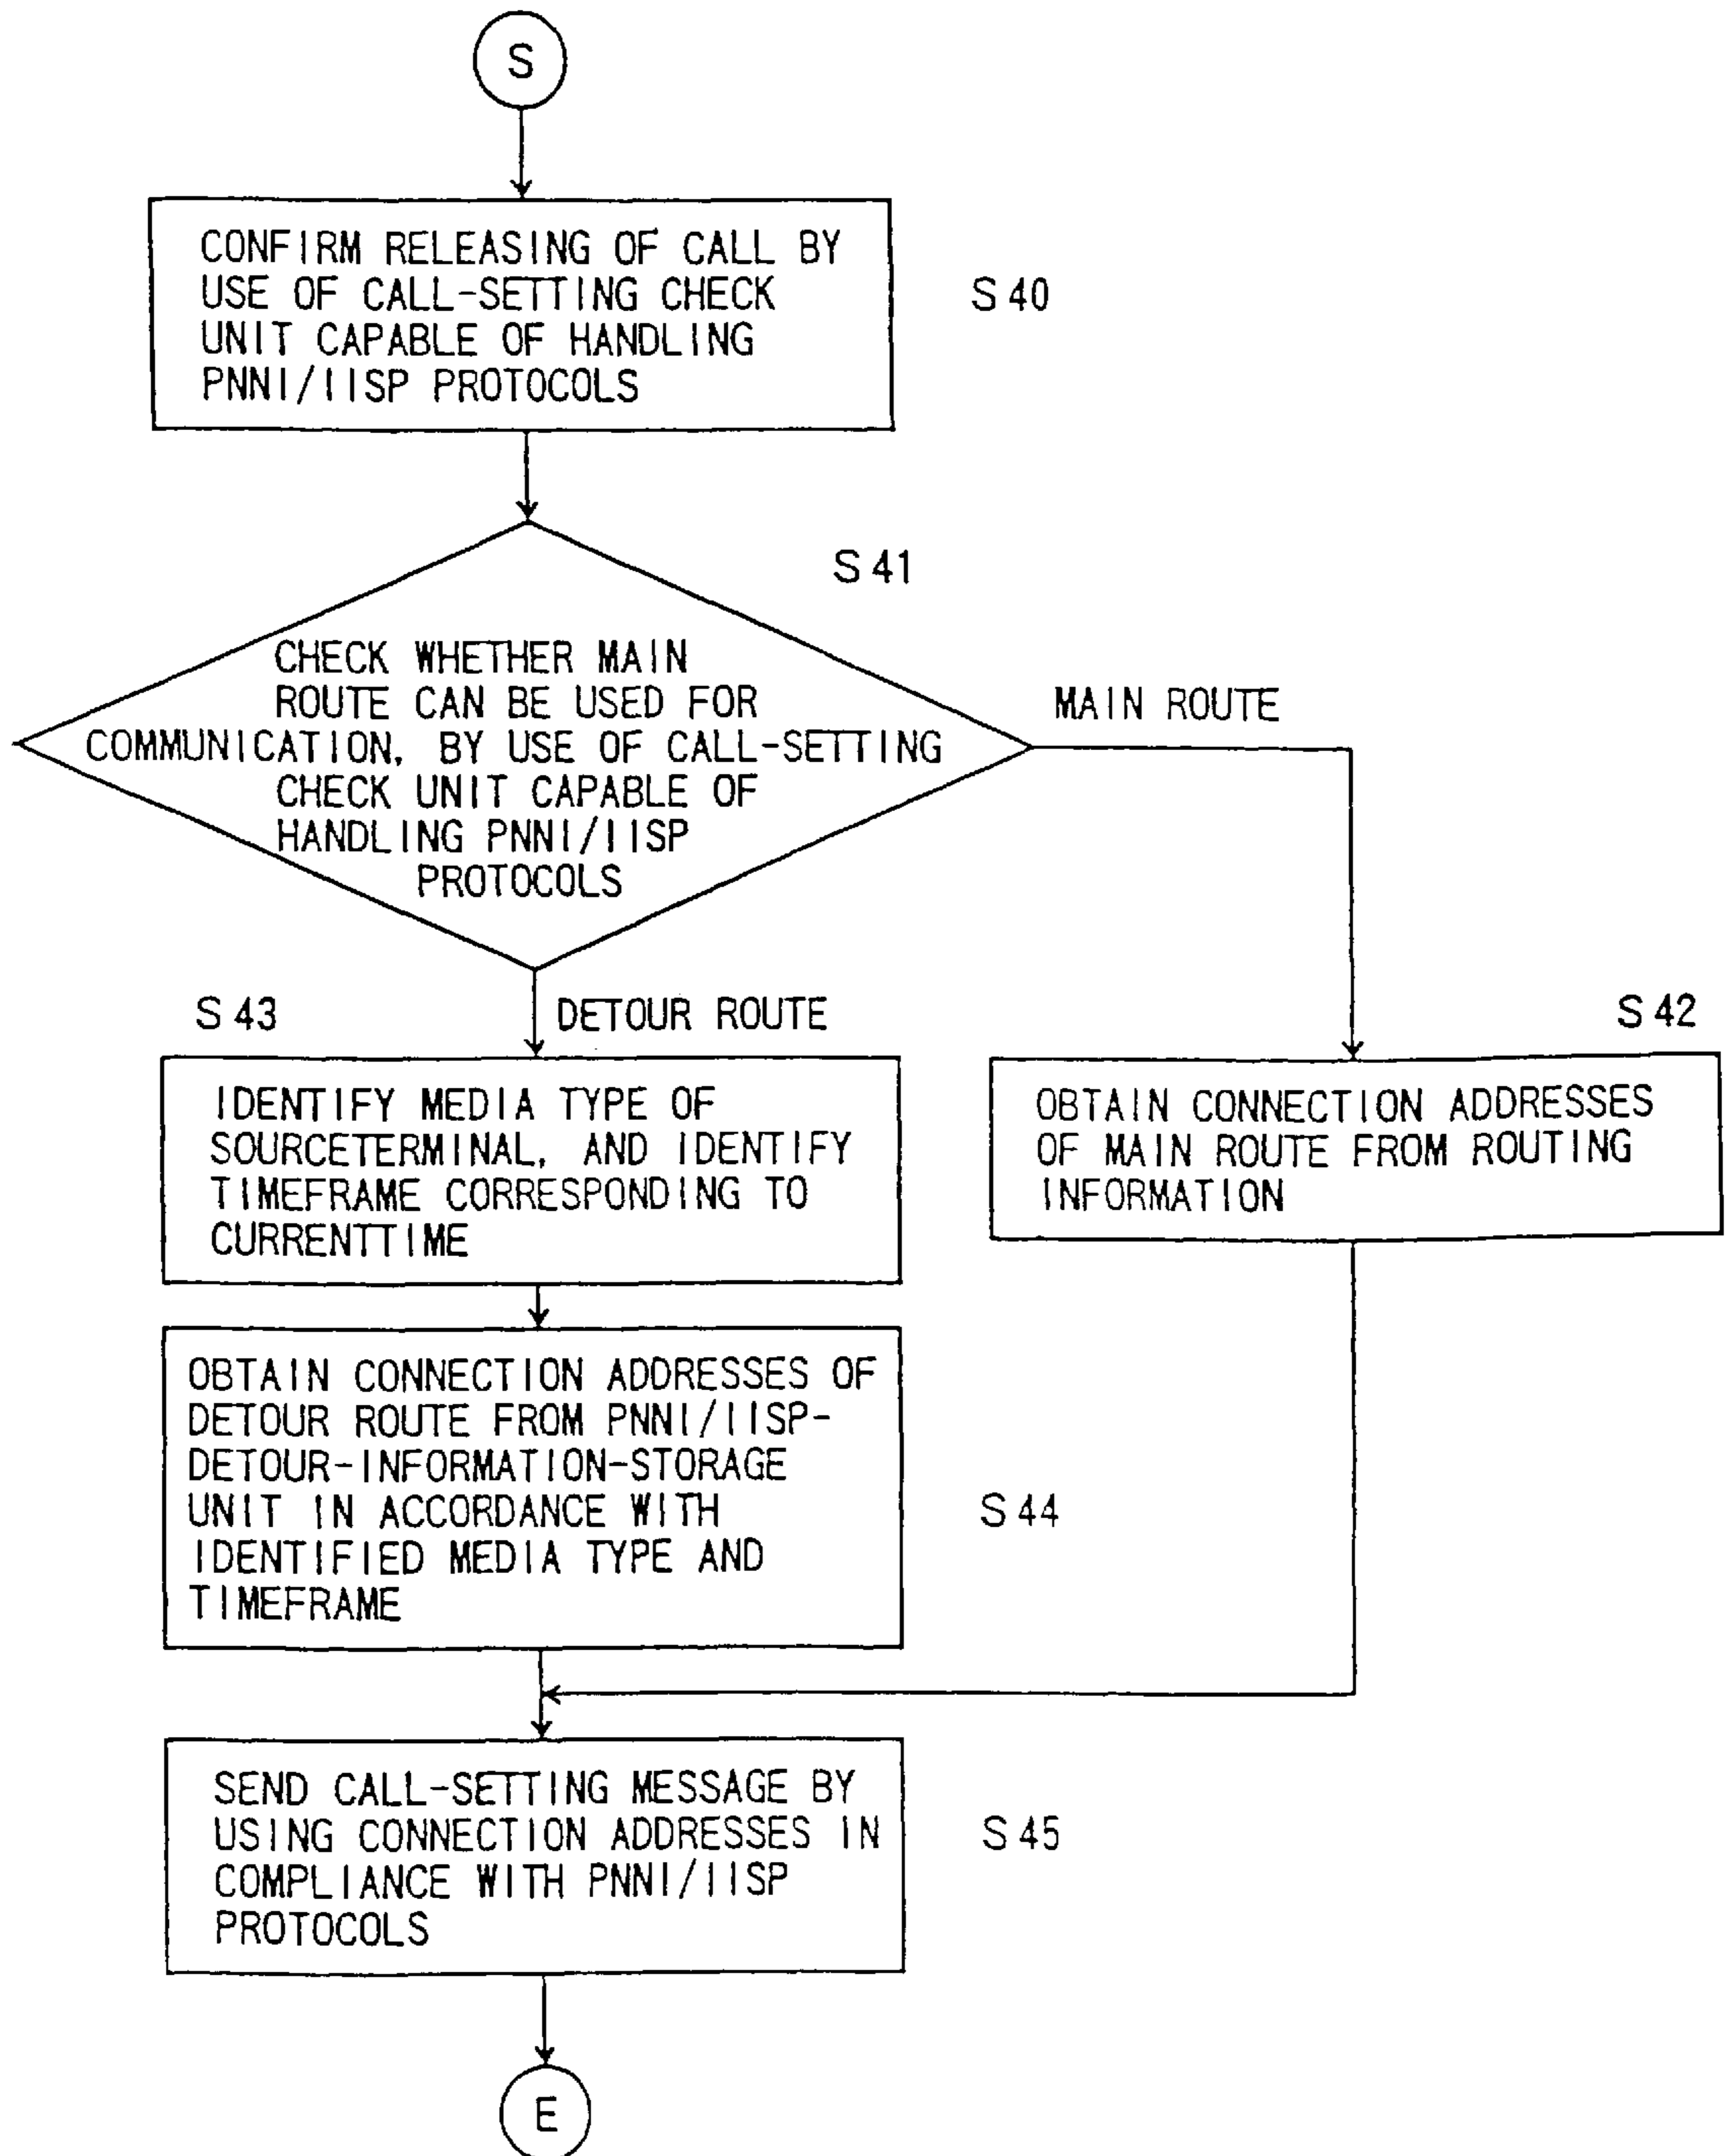 S
CONFIRM RELEASING OF CALL BY
USE OF CALL-SETTING CHECK
UNIT CAPABLE OF HANDLING
PNNI/IISP PROTOCOLS
S40
S41
CHECK WHETHER MAIN
ROUTE CAN BE USED FOR
COMMUNICATION, BY USE OF CALL-SETTING
CHECK UNIT CAPABLE OF
HANDLING PNNI/IISP
PROTOCOLS
MAIN ROUTE
S43
DETOUR ROUTE
S42
IDENTIFY MEDIA TYPE OF
SOURCETERMINAL, AND IDENTIFY
TIMEFRAME CORRESPONDING TO
CURRENTTIME
OBTAIN CONNECTION ADDRESSES
OF MAIN ROUTE FROM ROUTING
INFORMATION
OBTAIN CONNECTION ADDRESSES OF
DETOUR ROUTE FROM PNNI/IISP-
DETOUR-INFORMATION-STORAGE
UNIT IN ACCORDANCE WITH
IDENTIFIED MEDIA TYPE AND
TIMEFRAME
S44
SEND CALL-SETTING MESSAGE BY
USING CONNECTION ADDRESSES IN
COMPLIANCE WITH PNNI/IISP
PROTOCOLS
S45
E